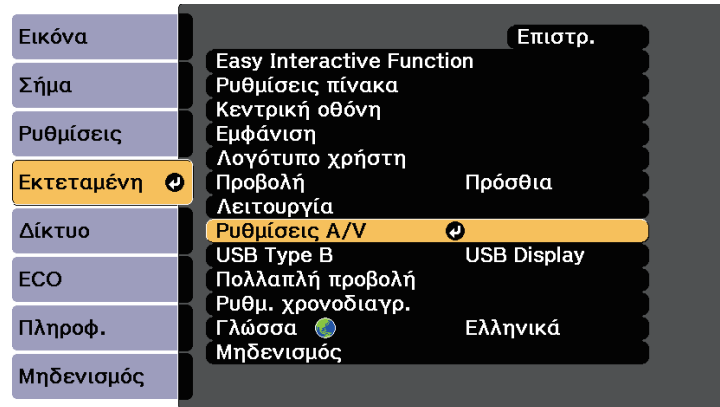 Εικόνα
Σήμα
Ρυθμίσεις
Εκτεταμένη
Δίκτυο
ECO
Πληροφ.
Μηδενισμός
Επιστρ.
Easy Interactive Function
Ρυθμίσεις πίνακα
Κεντρική οθόνη
Εμφάνιση
Λογότυπο χρήστη
Προβολή Πρόσθια
Λειτουργία
Ρυθμίσεις A/V
USB Type B USB Display
Πολλαπλή προβολή
Ρυθμ. χρονοδιαγρ.
Γλώσσα Ελληνικά
Μηδενισμός